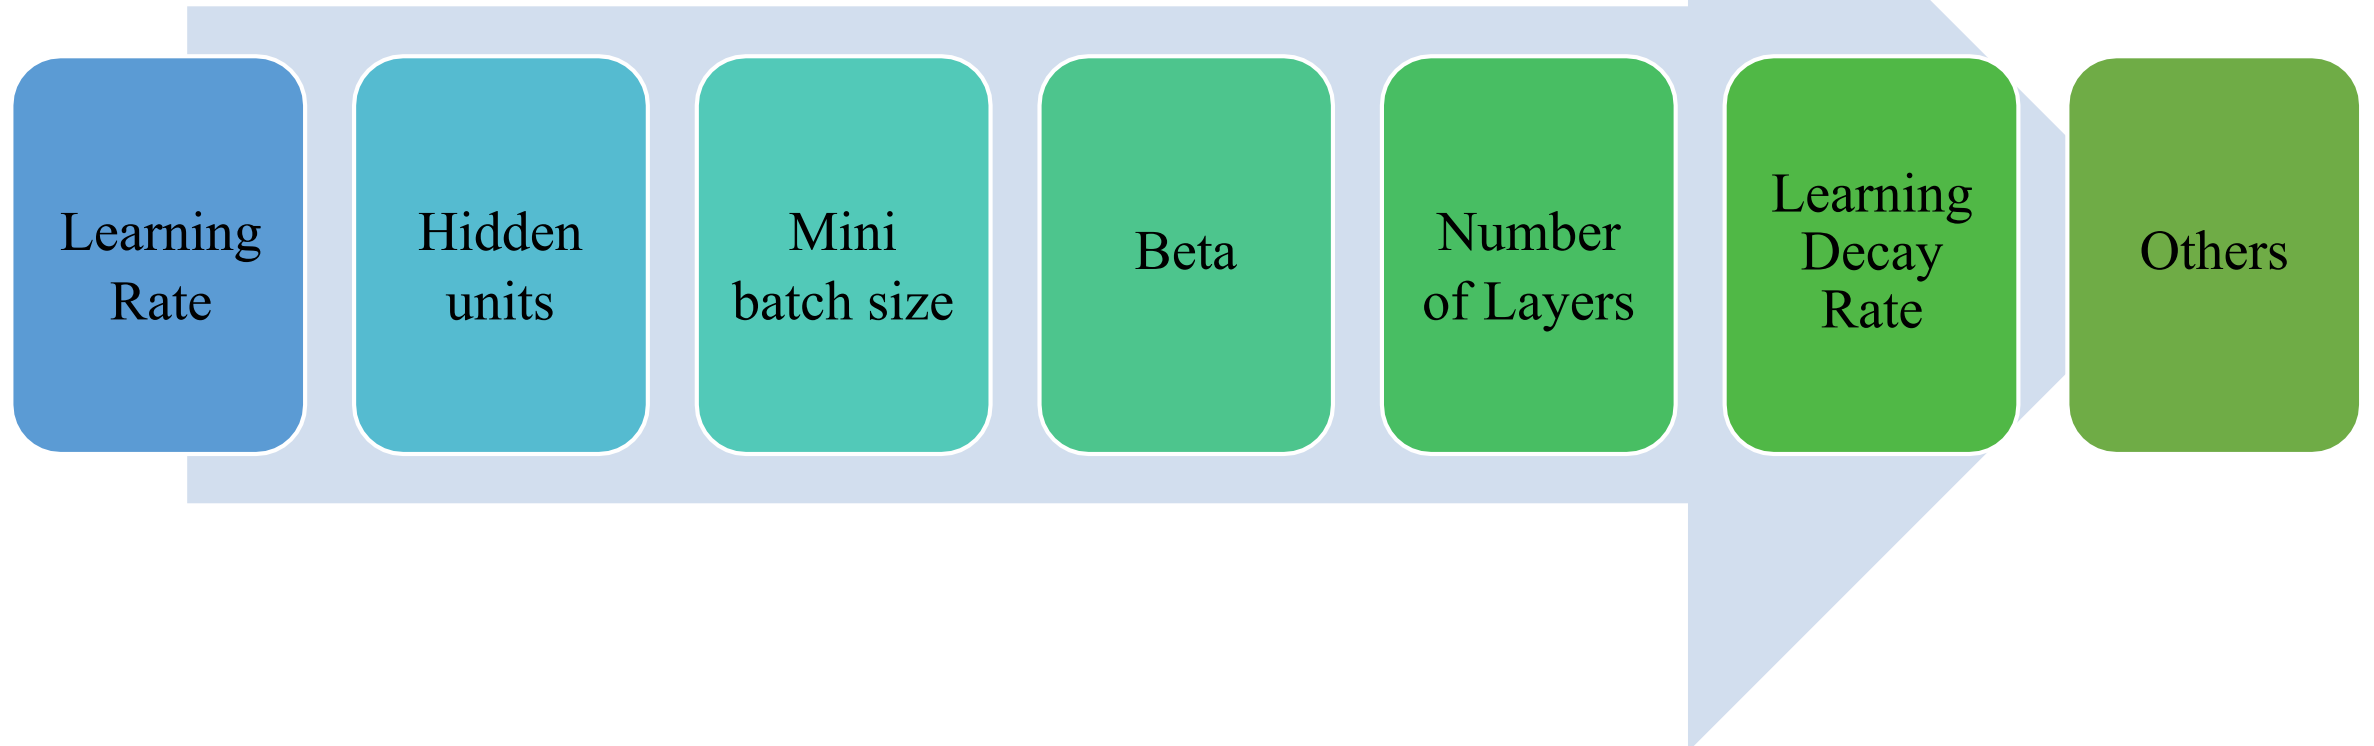 Learning
Rate
Hidden
units
Mini
batch size
Beta
Number
of Layers
Learning
Decay
Rate
Others